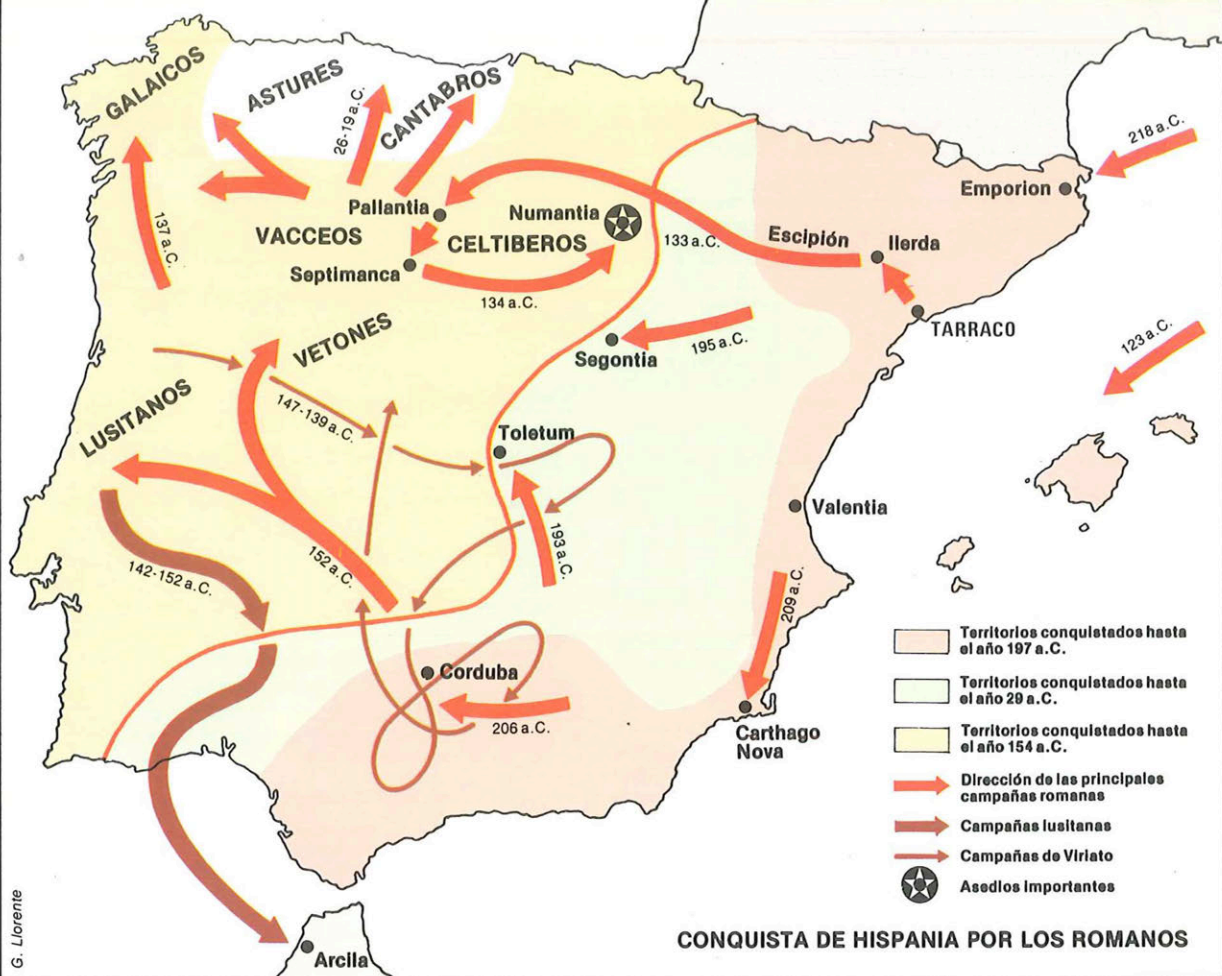 GALAICOS
ASTURES
CANTABROS
26-19 a.C.
218 a.C.
Emporion
137 a.C.
Pallantia
VACCEOS
Numantia
CELTIBEROS
133 a.C.
Escipión
Ilerda
Septimanca
134 a.C.
TARRACO
123 a.C.
VETONES
195 a.C.
Segontia
LUSITANOS
147-139 a.C.
Toletum
Valentia
193 a.C.
152 a.C.
142-152 a.C.
209 a.C.
Corduba
206 a.C.
Carthago
Nova
Arcila
Territorios conquistados hasta
el año 197 a.C.
Territorios conquistados hasta
el año 29 a.C.
Territorios conquistados hasta
el año 154 a.C.
Dirección de las principales
campañas romanas
Campañas lusitanas
Campañas de Viriato
Asedios importantes
CONQUISTA DE HISPANIA POR LOS ROMANOS
G. Llorente